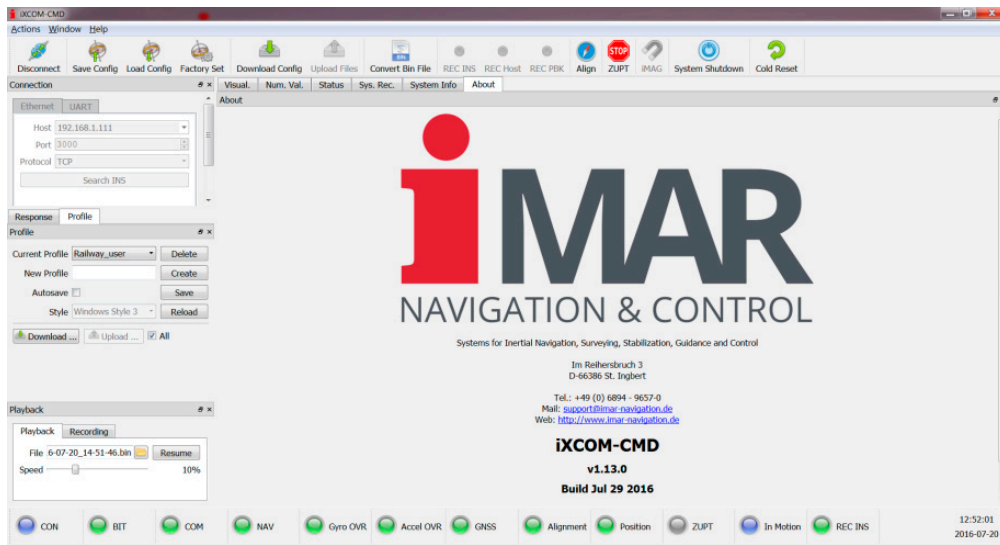 iXCOM-CMD
Actions Window Help
Disconnect Save Config Load Config Factory Set Download Config Upload Files Convert Bin File REC INS REC Host REC PBK Align ZUPT iMAG System Shutdown Cold Reset
STOP
Connection
Visual. Num. Val. Status Sys. Rec. System Info About
Ethernet UART
About
Host 192.168.1.111
Port 3000
Protocol TCP
Search INS
Response Profile
Profile
Current Profile Railway_user Delete
New Profile Create
Autosave Save
Style Windows Style 3 Reload
Download ... Upload ... All
iMAR
NAVIGATION & CONTROL
Systems for Inertial Navigation, Surveying, Stabilization, Guidance and Control
Im Reihersbruch 3
D-66386 St. Ingbert
Tel.: +49 (0) 6894 - 9657-0
Mail: support@imar-navigation.de
Web: http://www.imar-navigation.de
iXCOM-CMD
v1.13.0
Build Jul 29 2016
Playback
Playback Recording
File 6-07-20_14-51-46.bin Resume
Speed 10%
CON BIT COM NAV Gyro OVR Accel OVR GNSS Alignment Position ZUPT In Motion REC INS
12:52:01
2016-07-20